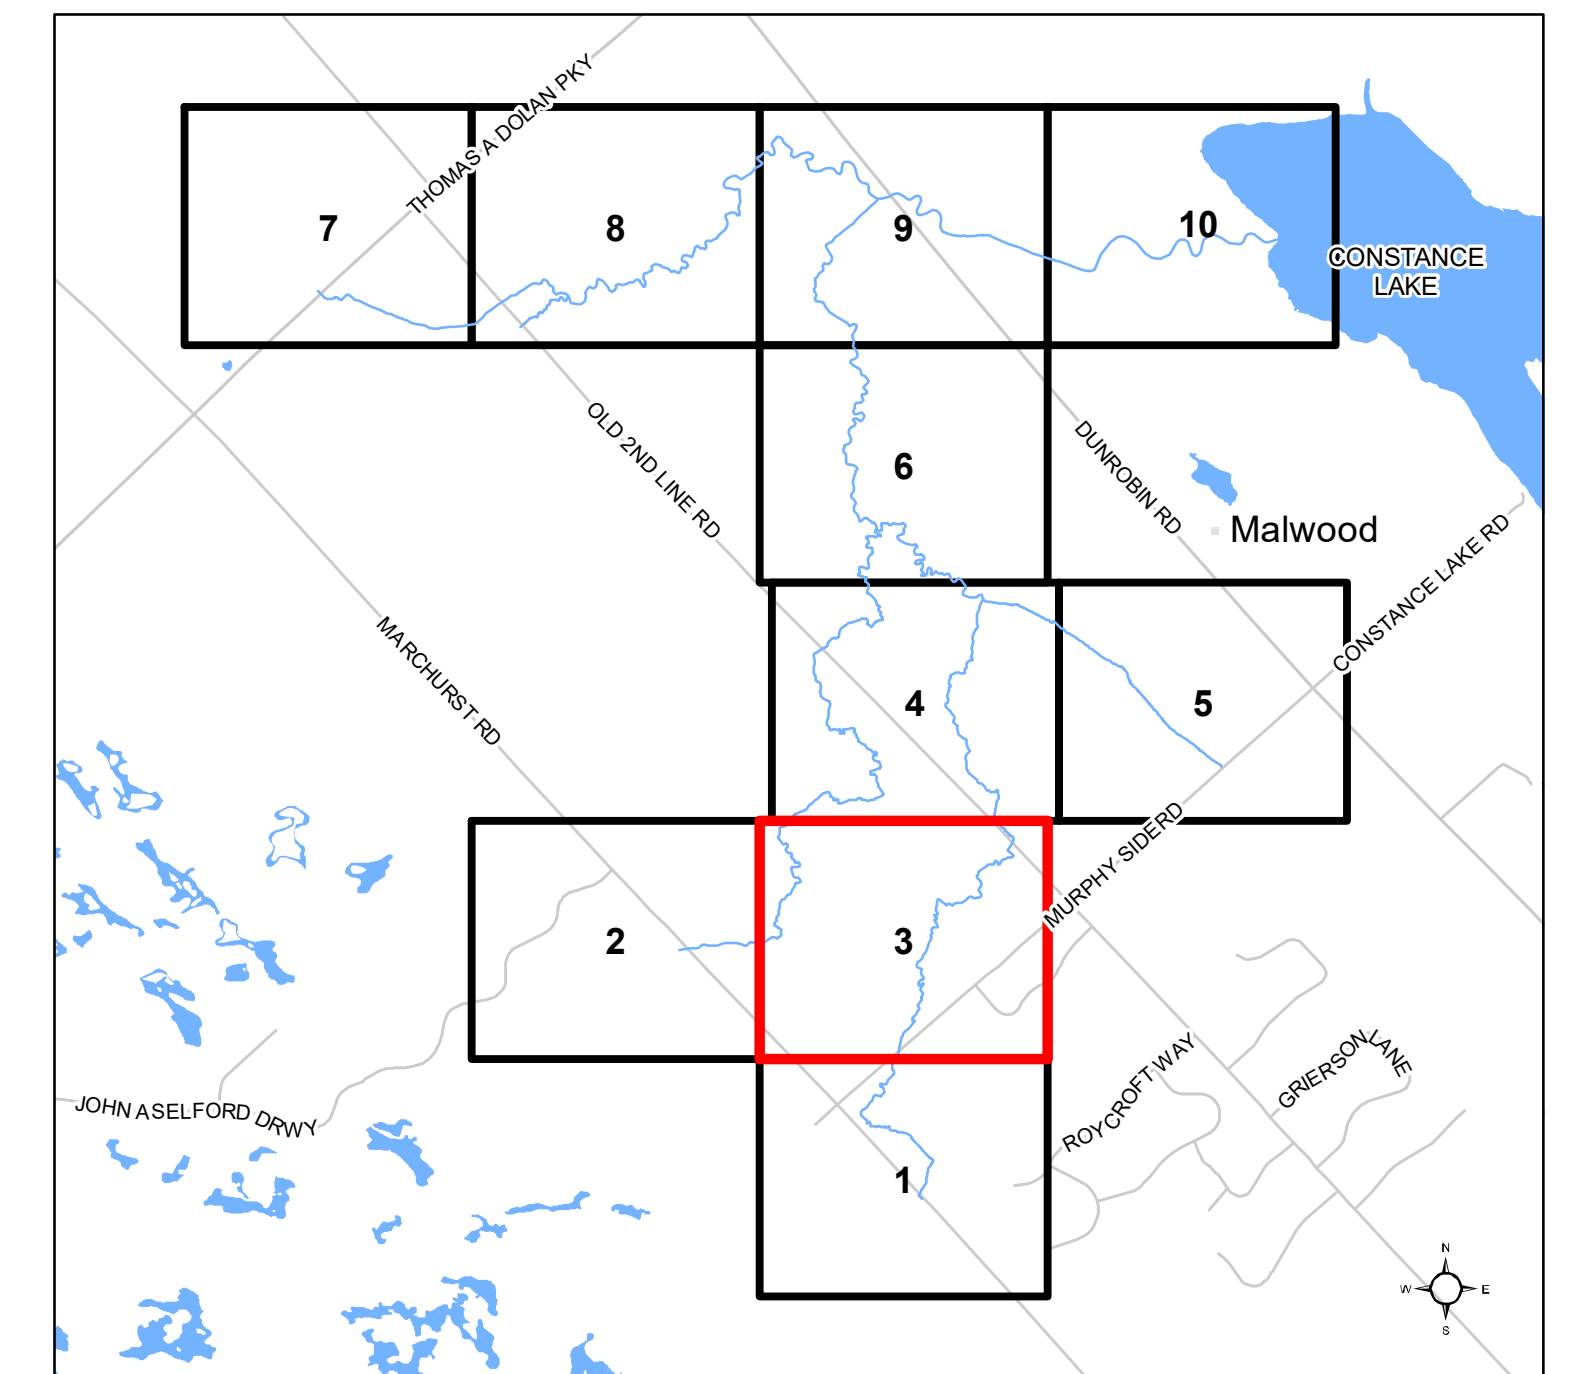 THOMAS A DOLAN PKY
7
8
9
10
CONSTANCE
LAKE
OLD 2ND LINE RD
6
DUNROBIN RD
Malwood
CONSTANCE LAKE RD
MARCHURST RD
4
5
MURPHY SIDERD
2
3
ROYCROFT WAY
GRIERSON LANE
JOHN ASELFORD DRWY
1
N
W
E
S